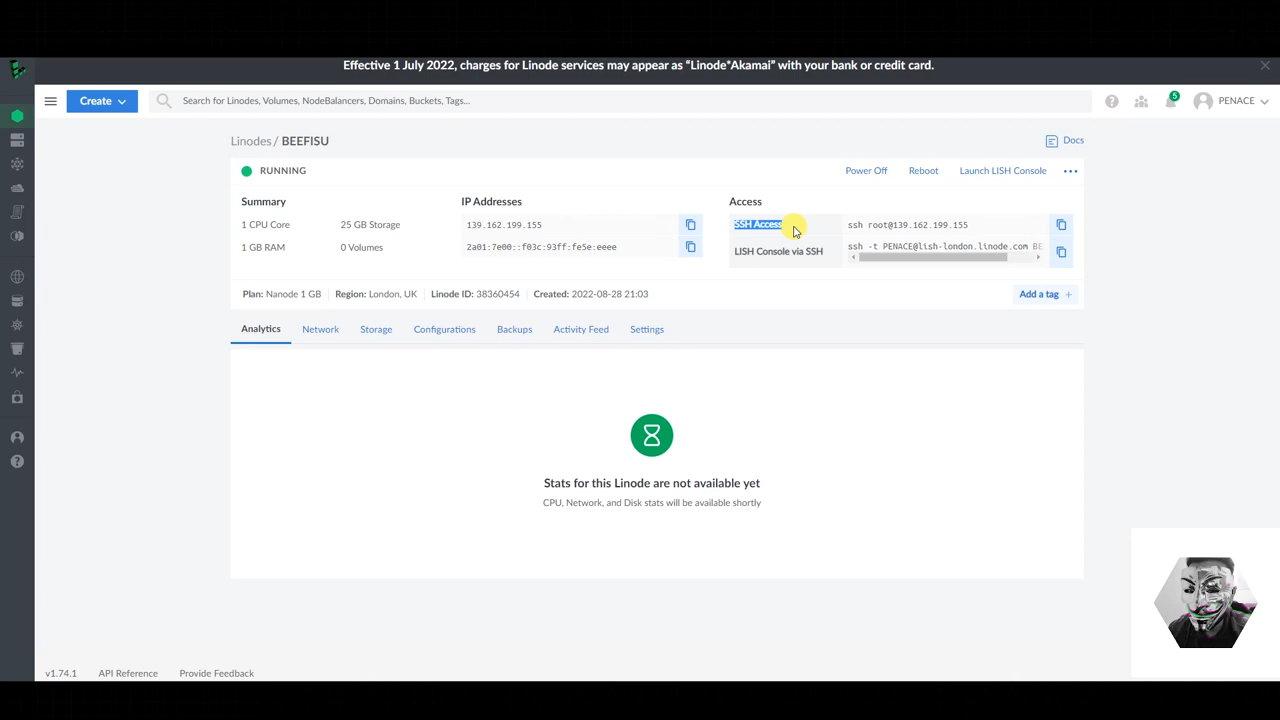 Effective 1 July 2022, charges for Linode services may appear as “Linode*Akamai” with your bank or credit card.
Create
Search for Linodes, Volumes, NodeBalancers, Domains, Buckets, Tags...
5
PENACE
Linodes / BEEFISU
Docs
RUNNING
Power Off
Reboot
Launch LISH Console
Summary
IP Addresses
Access
1 CPU Core
25 GB Storage
139.162.199.155
SSH Access
ssh root@139.162.199.155
1 GB RAM
0 Volumes
2a01:7e00::f03c:93ff:fe5e:eeee
LISH Console via SSH
ssh -t PENACE@lish-london.linode.com BE
Plan: Nanode 1 GB
Region: London, UK
Linode ID: 38360454
Created: 2022-08-28 21:03
Add a tag +
Analytics
Network
Storage
Configurations
Backups
Activity Feed
Settings
Stats for this Linode are not available yet
CPU, Network, and Disk stats will be available shortly
v1.74.1
API Reference
Provide Feedback